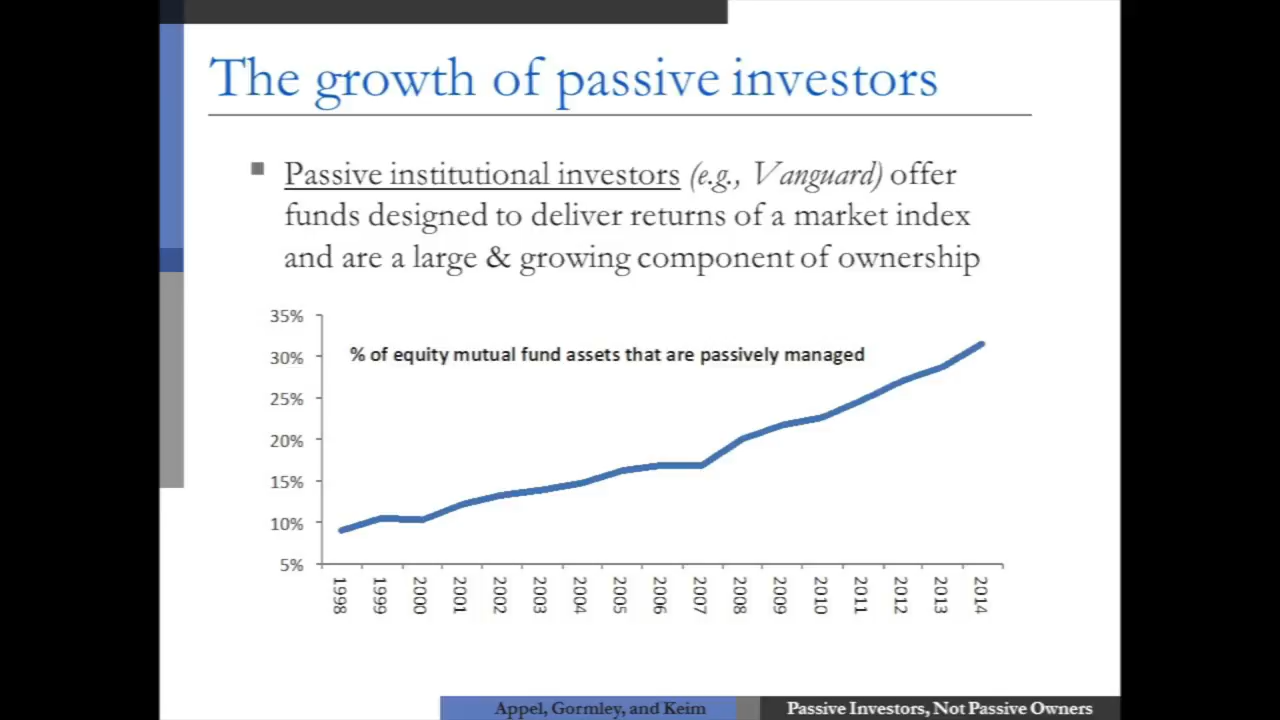 The growth of passive investors
Passive institutional investors (e.g., Vanguard) offer
funds designed to deliver returns of a market index
and are a large & growing component of ownership
35%
% of equity mutual fund assets that are passively managed
30%
25%
20%
15%
10%
5%
1998 1999 2000 2001 2002 2003 2004 2005 2006 2007 2008 2009 2010 2011 2012 2013 2014
Appel, Gormley, and Keim
Passive Investors, Not Passive Owners